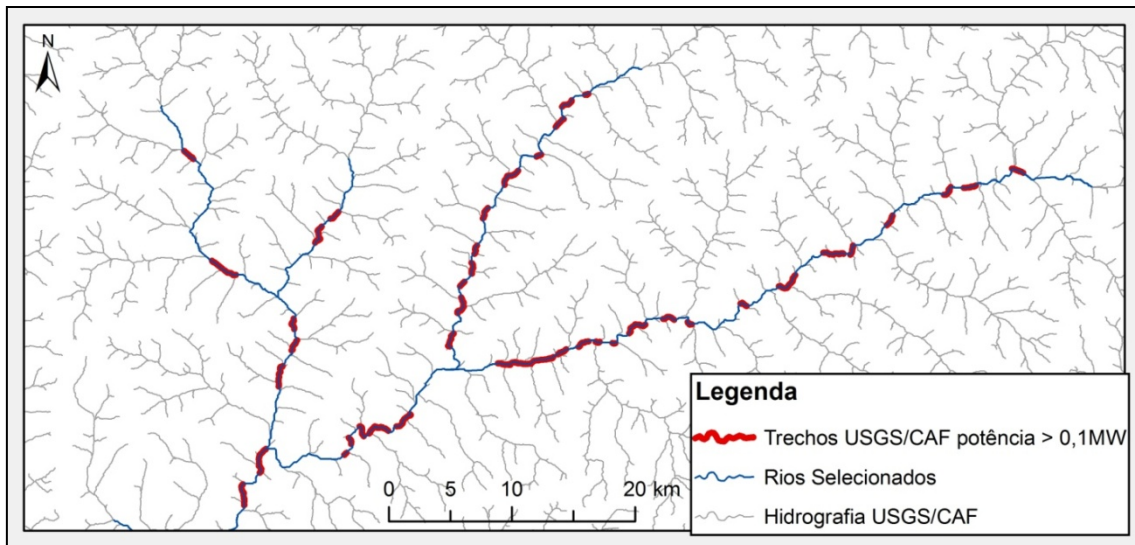 N
0 5 10 20 km
Legenda
Trechos USGS/CAF potência > 0,1MW
Rios Selecionados
Hidrografia USGS/CAF